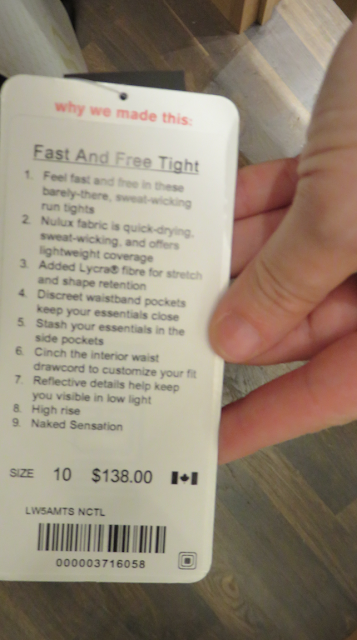 why we made this:
Fast And Free Tight
1. Feel fast and free in these
barely-there, sweat-wicking
run tights
2. Nulux fabric is quick-drying,
sweat-wicking, and offers
lightweight coverage
3. Added Lycra® fibre for stretch
and shape retention
4. Discreet waistband pockets
keep your essentials close
5. Stash your essentials in the
side pockets
6. Cinch the interior waist
drawcord to customize your fit
7. Reflective details help keep
you visible in low light
8. High rise
9. Naked Sensation
SIZE 10 $138.00
LW5AMTS NCTL
000003716058